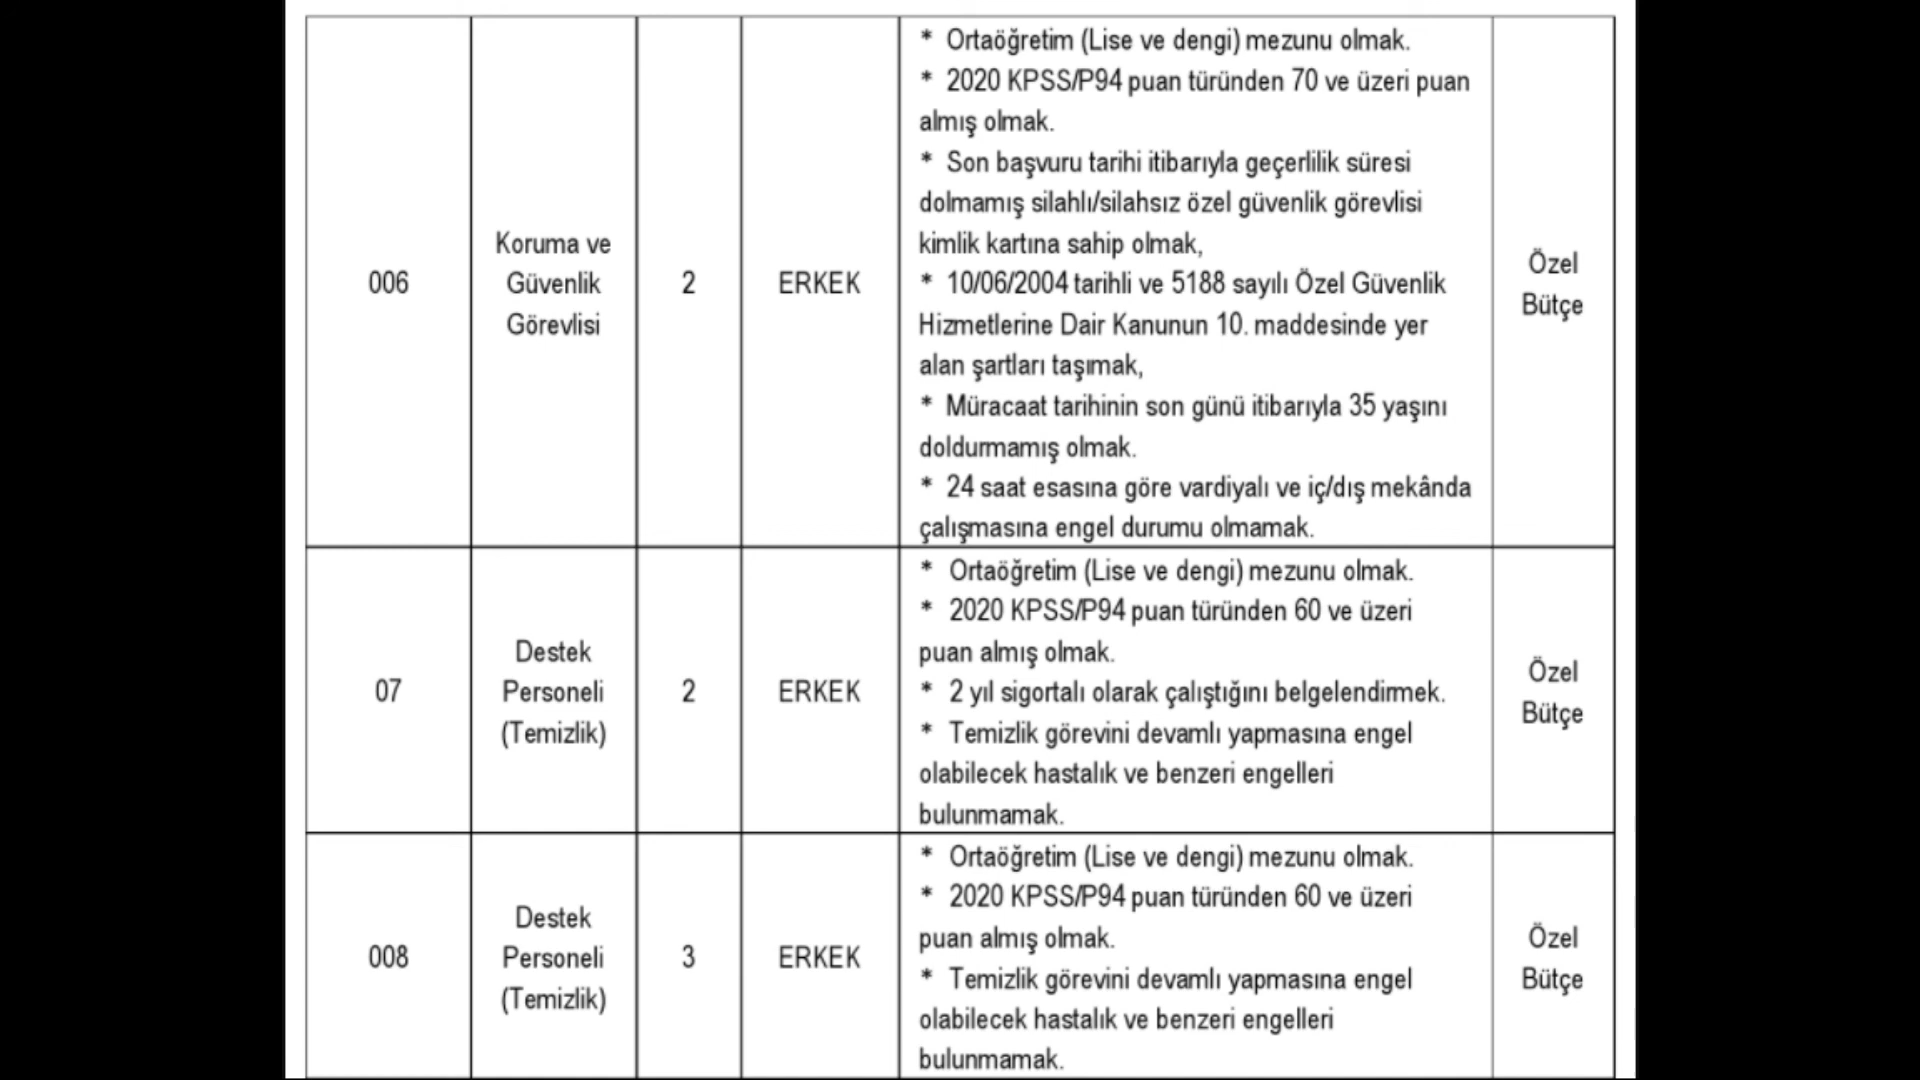 006
Koruma ve
Güvenlik
Görevlisi
2
ERKEK
* Ortaöğretim (Lise ve dengi) mezunu olmak.
* 2020 KPSS/P94 puan türünden 70 ve üzeri puan
almış olmak.
* Son başvuru tarihi itibarıyla geçerlilik süresi
dolmamış silahlı/silahsız özel güvenlik görevlisi
kimlik kartına sahip olmak,
* 10/06/2004 tarihli ve 5188 sayılı Özel Güvenlik
Hizmetlerine Dair Kanunun 10. maddesinde yer
alan şartları taşımak,
* Müracaat tarihinin son günü itibarıyla 35 yaşını
doldurmamış olmak.
* 24 saat esasına göre vardiyalı ve iç/dış mekânda
çalışmasına engel durumu olmamak.
Özel
Bütçe
07
Destek
Personeli
(Temizlik)
2
ERKEK
* Ortaöğretim (Lise ve dengi) mezunu olmak.
* 2020 KPSS/P94 puan türünden 60 ve üzeri
puan almış olmak.
* 2 yıl sigortalı olarak çalıştığını belgelendirmek.
* Temizlik görevini devamlı yapmasına engel
olabilecek hastalık ve benzeri engelleri
bulunmamak.
Özel
Bütçe
008
Destek
Personeli
(Temizlik)
3
ERKEK
* Ortaöğretim (Lise ve dengi) mezunu olmak.
* 2020 KPSS/P94 puan türünden 60 ve üzeri
puan almış olmak.
* Temizlik görevini devamlı yapmasına engel
olabilecek hastalık ve benzeri engelleri
bulunmamak.
Özel
Bütçe